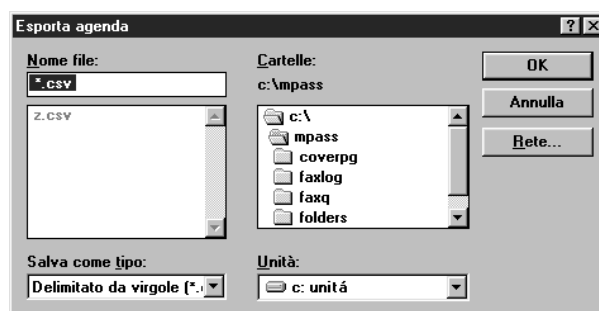 Esporta agenda
Nome file:
*.csv
z.csv
Cartelle:
c:\mpass
c:\
mpass
coverpg
faxlog
faxq
folders
OK
Annulla
Rete...
Salva come tipo:
Delimitato da virgole (*.
Unità:
c: unitá